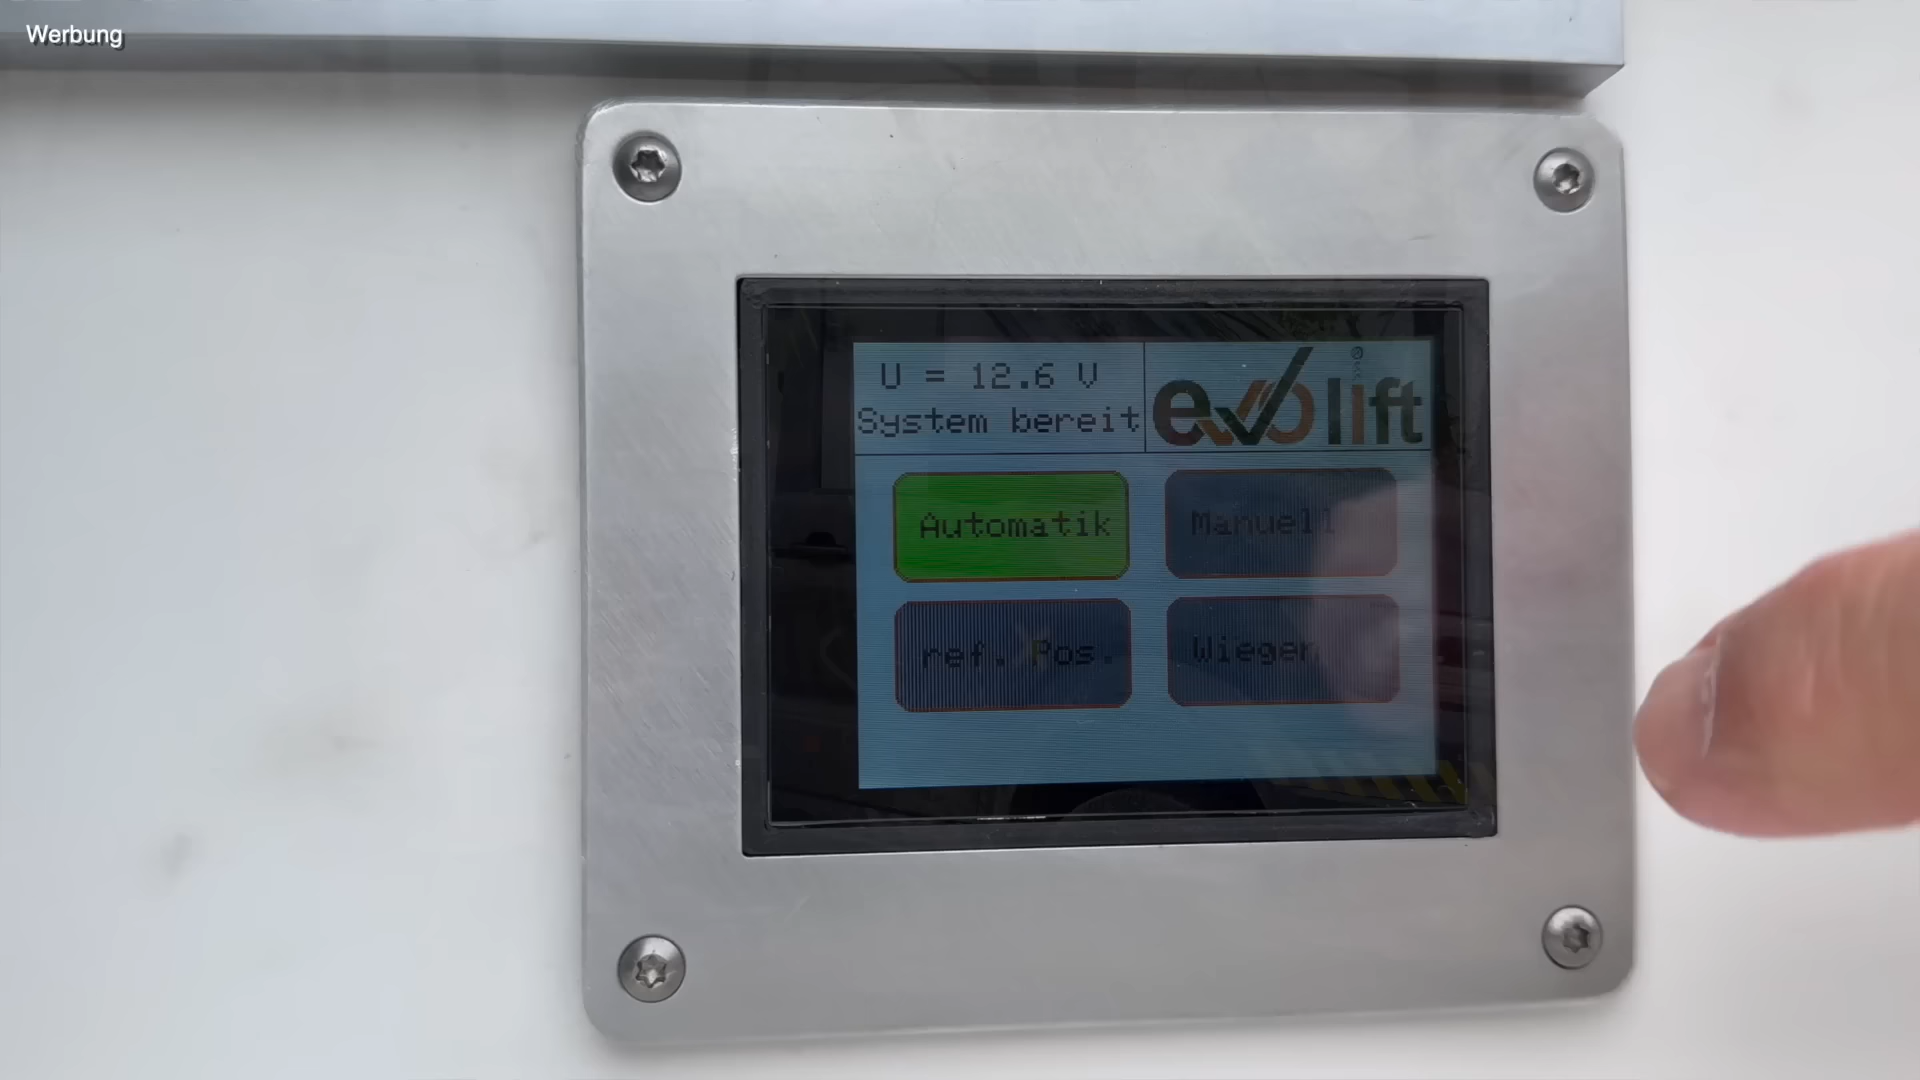 Werbung
U = 12.6 V
System bereit
evolift
Automatik
Manuell
ref. Pos.
Wiegen